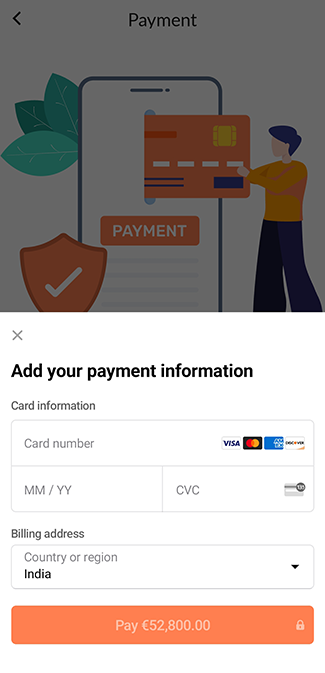 Payment
PAYMENT
Add your payment information
Card information
Card number VISA DISCOVER
MM / YY CVC
Billing address
Country or region
India
Pay €52,800.00